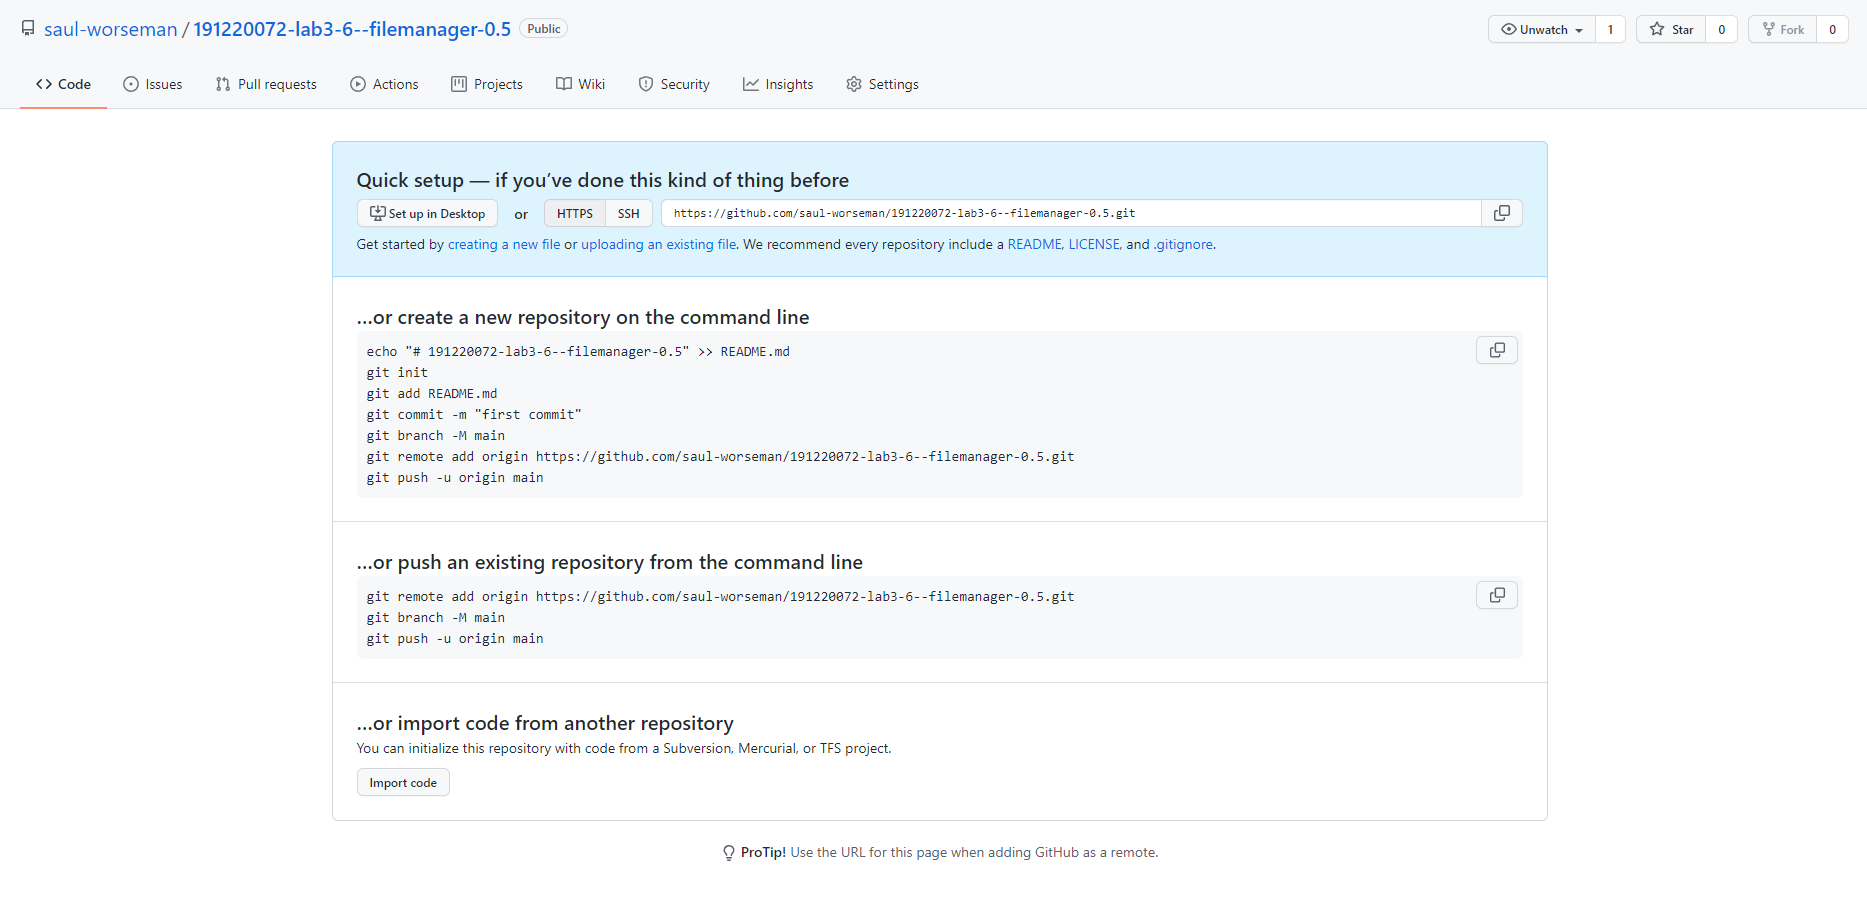 saul-worseman / 191220072-lab3-6--filemanager-0.5 Public Unwatch 1 Star 0 Fork 0
Code Issues Pull requests Actions Projects Wiki Security Insights Settings
Quick setup — if you’ve done this kind of thing before
Set up in Desktop or HTTPS SSH https://github.com/saul-worseman/191220072-lab3-6--filemanager-0.5.git
Get started by creating a new file or uploading an existing file. We recommend every repository include a README, LICENSE, and .gitignore.
…or create a new repository on the command line
echo "# 191220072-lab3-6--filemanager-0.5" >> README.md
git init
git add README.md
git commit -m "first commit"
git branch -M main
git remote add origin https://github.com/saul-worseman/191220072-lab3-6--filemanager-0.5.git
git push -u origin main
…or push an existing repository from the command line
git remote add origin https://github.com/saul-worseman/191220072-lab3-6--filemanager-0.5.git
git branch -M main
git push -u origin main
…or import code from another repository
You can initialize this repository with code from a Subversion, Mercurial, or TFS project.
Import code
ProTip! Use the URL for this page when adding GitHub as a remote.